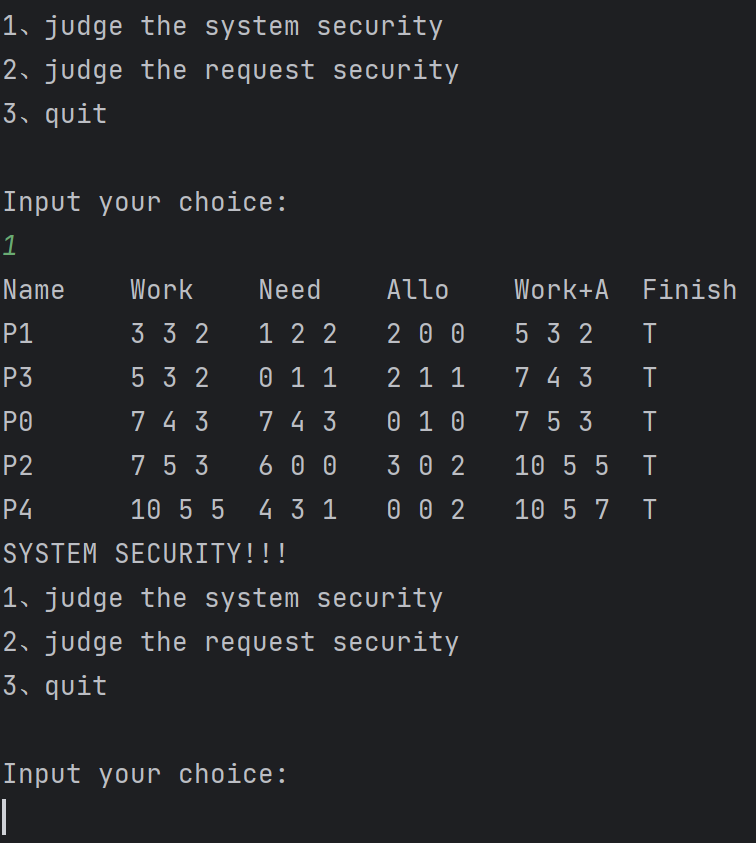 1、judge the system security
2、judge the request security
3、quit
Input your choice:
1
Name Work Need Allo Work+A Finish
P1 3 3 2 1 2 2 2 0 0 5 3 2 T
P3 5 3 2 0 1 1 2 1 1 7 4 3 T
P0 7 4 3 7 4 3 0 1 0 7 5 3 T
P2 7 5 3 6 0 0 3 0 2 10 5 5 T
P4 10 5 5 4 3 1 0 0 2 10 5 7 T
SYSTEM SECURITY!!!
1、judge the system security
2、judge the request security
3、quit
Input your choice: